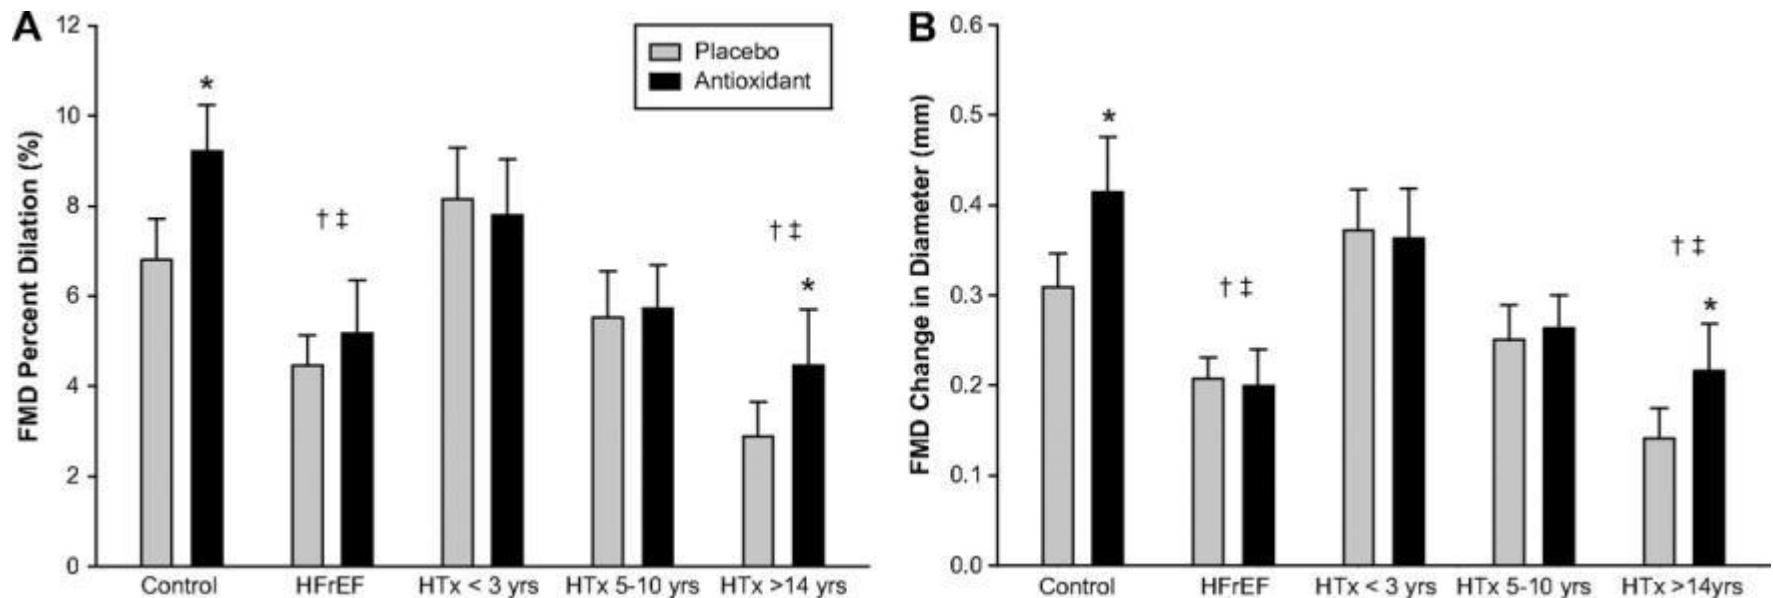 A
12
10
8
6
4
2
0
FMD Percent Dilation (%)
Placebo
Antioxidant
*
† ‡
† ‡
*
Control
HFrEF
HTx < 3 yrs
HTx 5-10 yrs
HTx >14 yrs
B
0.6
0.5
0.4
0.3
0.2
0.1
0.0
FMD Change in Diameter (mm)
*
† ‡
† ‡
*
Control
HFrEF
HTx < 3 yrs
HTx 5-10 yrs
HTx >14yrs